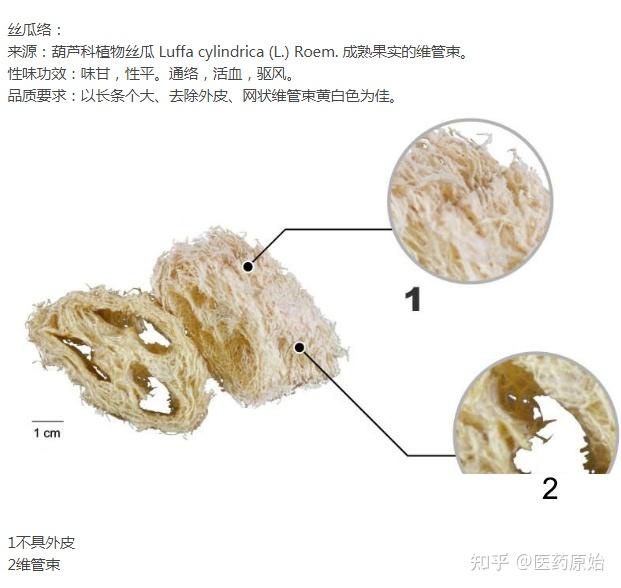 丝瓜络：
来源：葫芦科植物丝瓜 Luffa cylindrica (L.) Roem. 成熟果实的维管束。
性味功效：味甘，性平。通络，活血，驱风。
品质要求：以长条个大、去除外皮、网状维管束黄白色为佳。
1
1 cm
2
1不具外皮
2维管束
知乎 @医药原始